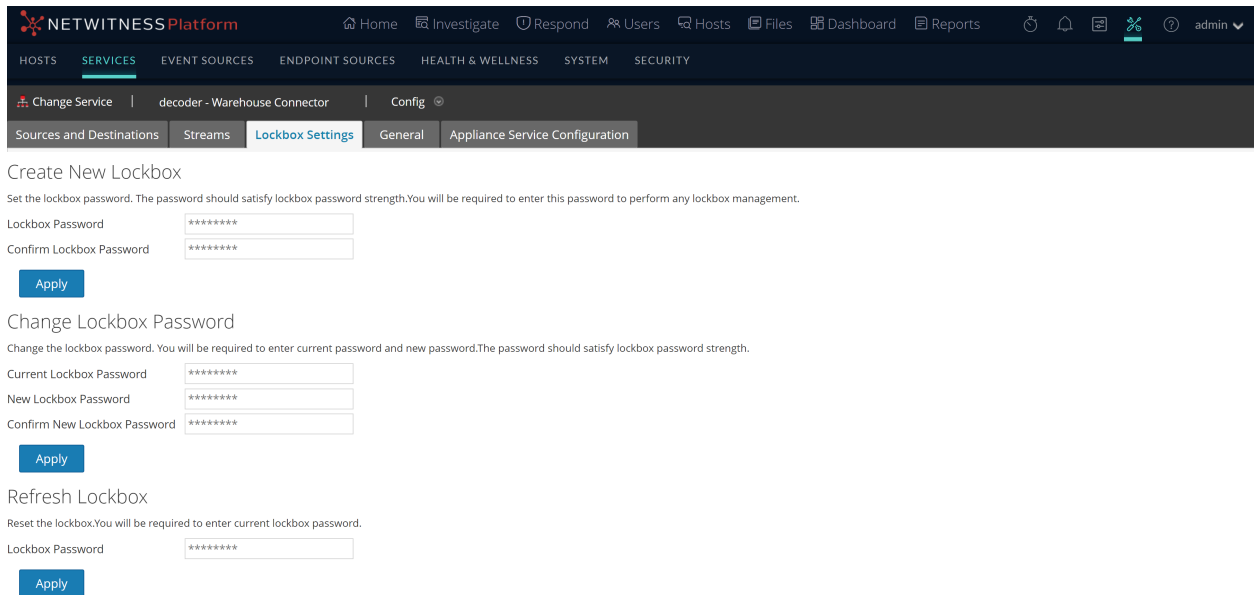 NETWITNESS Platform Home Investigate Respond Users Hosts Files Dashboard Reports ? admin
HOSTS SERVICES EVENT SOURCES ENDPOINT SOURCES HEALTH & WELLNESS SYSTEM SECURITY
Change Service | decoder - Warehouse Connector | Config
Sources and Destinations Streams Lockbox Settings General Appliance Service Configuration
Create New Lockbox
Set the lockbox password. The password should satisfy lockbox password strength.You will be required to enter this password to perform any lockbox management.
Lockbox Password ********
Confirm Lockbox Password ********
Apply
Change Lockbox Password
Change the lockbox password. You will be required to enter current password and new password.The password should satisfy lockbox password strength.
Current Lockbox Password ********
New Lockbox Password ********
Confirm New Lockbox Password ********
Apply
Refresh Lockbox
Reset the lockbox.You will be required to enter current lockbox password.
Lockbox Password ********
Apply